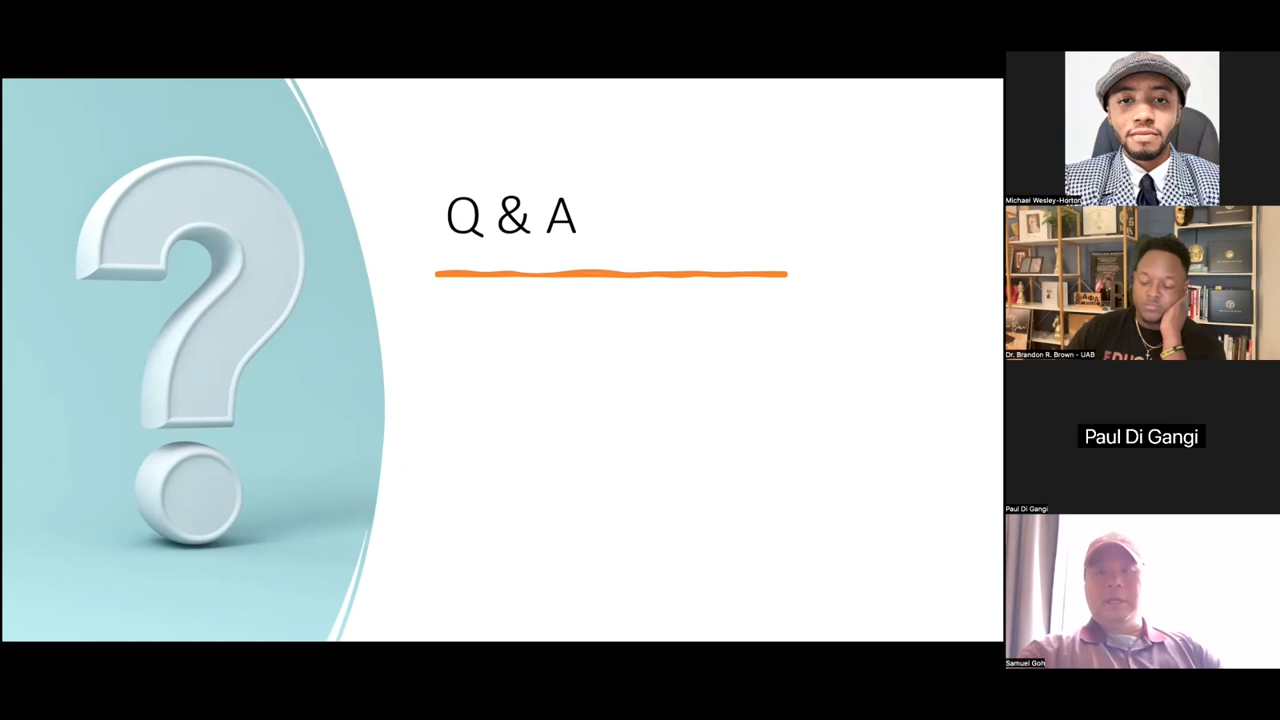 Q & A
Michael Wesley-Horton
Dr. Brandon R. Brown - UAB
Paul Di Gangi
Paul Di Gangi
Samuel Goh